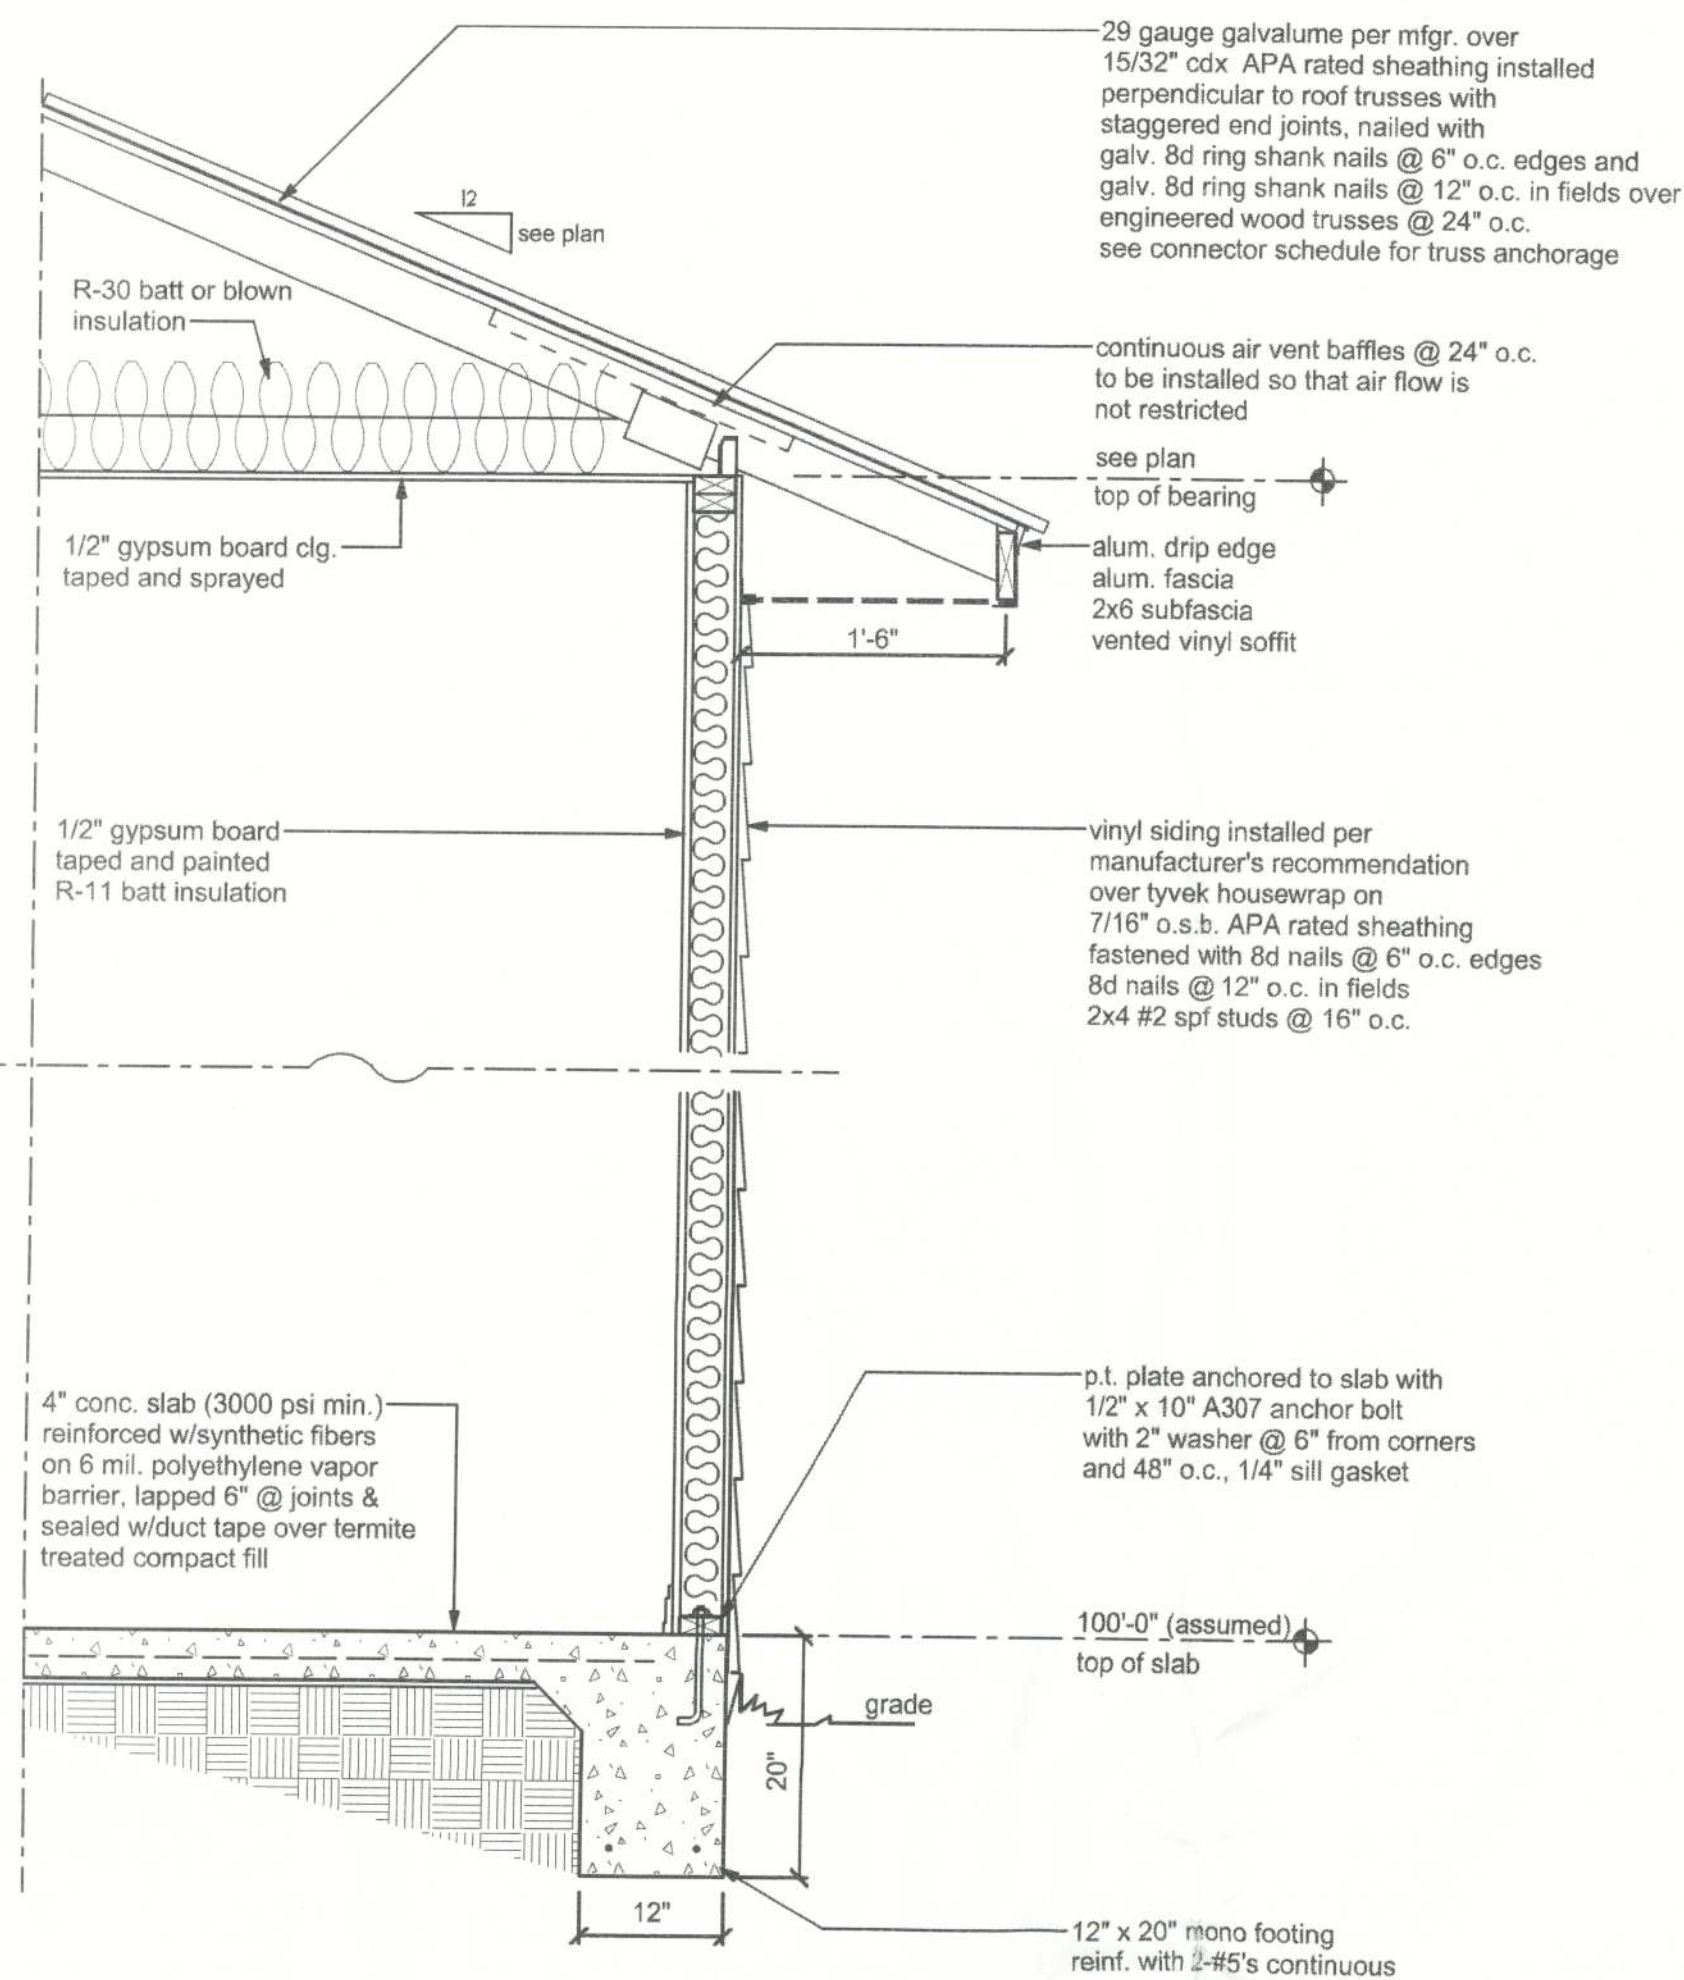 29 gauge galvalume per mfgr. over
15/32" cdx APA rated sheathing installed
perpendicular to roof trusses with
staggered end joints, nailed with
galv. 8d ring shank nails @ 6" o.c. edges and
galv. 8d ring shank nails @ 12" o.c. in fields over
engineered wood trusses @ 24" o.c.
see connector schedule for truss anchorage
12
see plan
R-30 batt or blown
insulation
continuous air vent baffles @ 24" o.c.
to be installed so that air flow is
not restricted
see plan
top of bearing
1/2" gypsum board clg.
taped and sprayed
alum. drip edge
alum. fascia
2x6 subfascia
vented vinyl soffit
1'-6"
1/2" gypsum board
taped and painted
R-11 batt insulation
vinyl siding installed per
manufacturer's recommendation
over tyvek housewrap on
7/16" o.s.b. APA rated sheathing
fastened with 8d nails @ 6" o.c. edges
8d nails @ 12" o.c. in fields
2x4 #2 spf studs @ 16" o.c.
p.t. plate anchored to slab with
1/2" x 10" A307 anchor bolt
with 2" washer @ 6" from corners
and 48" o.c., 1/4" sill gasket
4" conc. slab (3000 psi min.)
reinforced w/synthetic fibers
on 6 mil. polyethylene vapor
barrier, lapped 6" @ joints &
sealed w/duct tape over termite
treated compact fill
100'-0" (assumed)
top of slab
grade
20"
12"
12" x 20" mono footing
reinf. with 2-#5's continuous